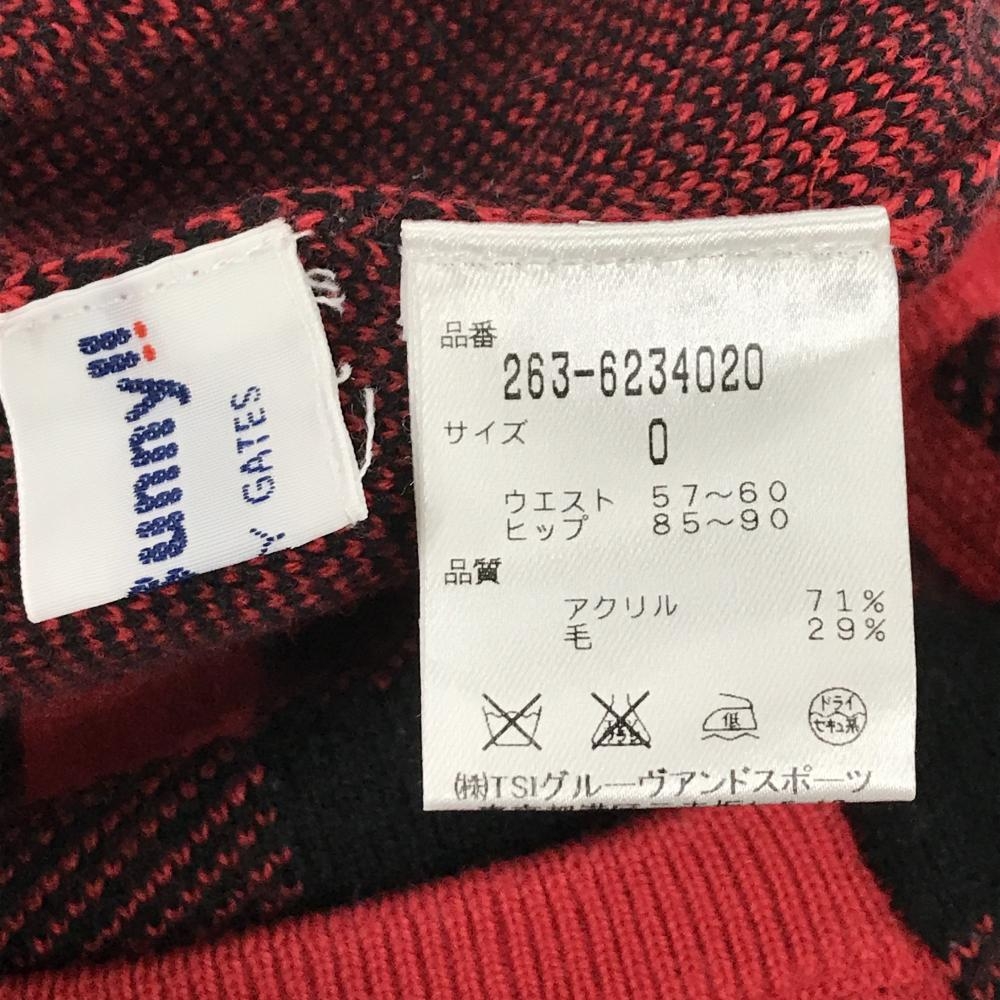 unny!!
GATES
品番
263-6234020
サイズ
0
ウエスト 57～60
ヒップ 85～90
品質
アクリル 71%
毛 29%
低
ドライ
セキユ系
㈱TSIグルーヴアンドスポーツ